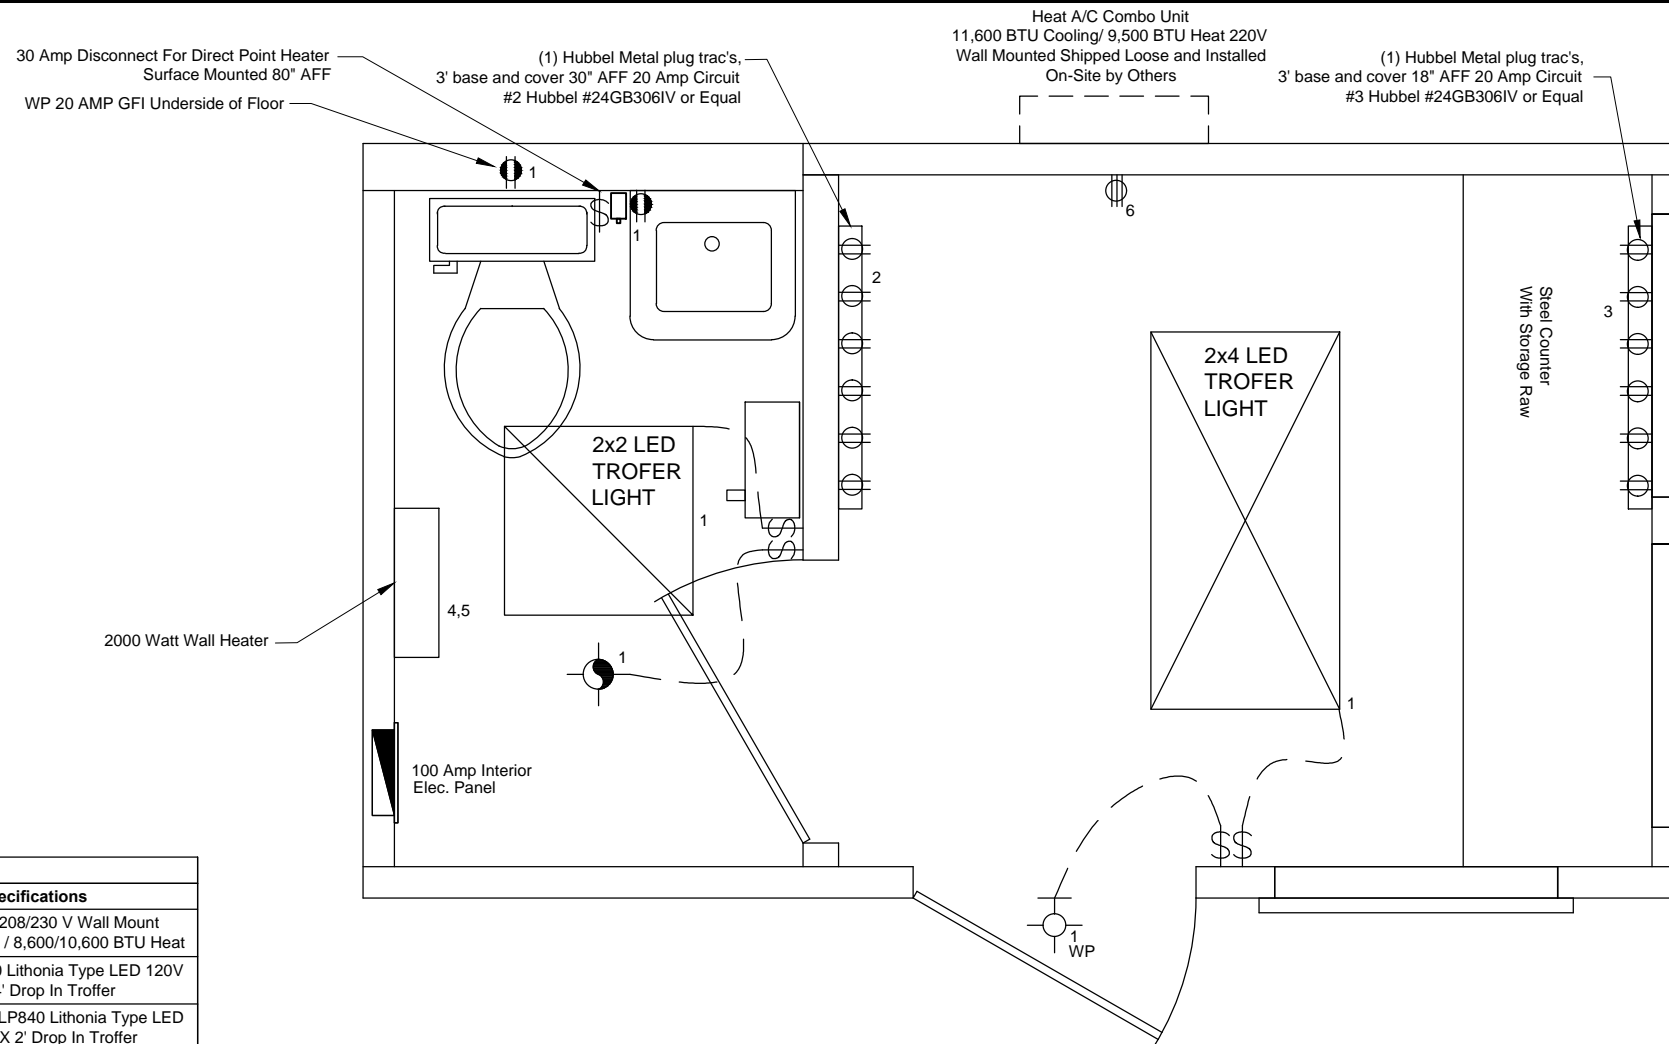 Heat A/C Combo Unit
11,600 BTU Cooling/ 9,500 BTU Heat 220V
Wall Mounted Shipped Loose and Installed
On-Site by Others
30 Amp Disconnect For Direct Point Heater
Surface Mounted 80" AFF
WP 20 AMP GFI Underside of Floor
(1) Hubbel Metal plug trac's,
3' base and cover 30" AFF 20 Amp Circuit
#2 Hubbel #24GB306IV or Equal
(1) Hubbel Metal plug trac's,
3' base and cover 18" AFF 20 Amp Circuit
#3 Hubbel #24GB306IV or Equal
1
1
6
2
3
Steel Counter
With Storage Raw
2x4 LED
TROFER
LIGHT
2x2 LED
TROFER
LIGHT
1
4,5
2000 Watt Wall Heater
1
1
100 Amp Interior
Elec. Panel
$
$
$
$$
1
WP
ecifications
208/230 V Wall Mount
/ 8,600/10,600 BTU Heat
Lithonia Type LED 120V
' Drop In Troffer
LP840 Lithonia Type LED
X 2' Drop In Troffer